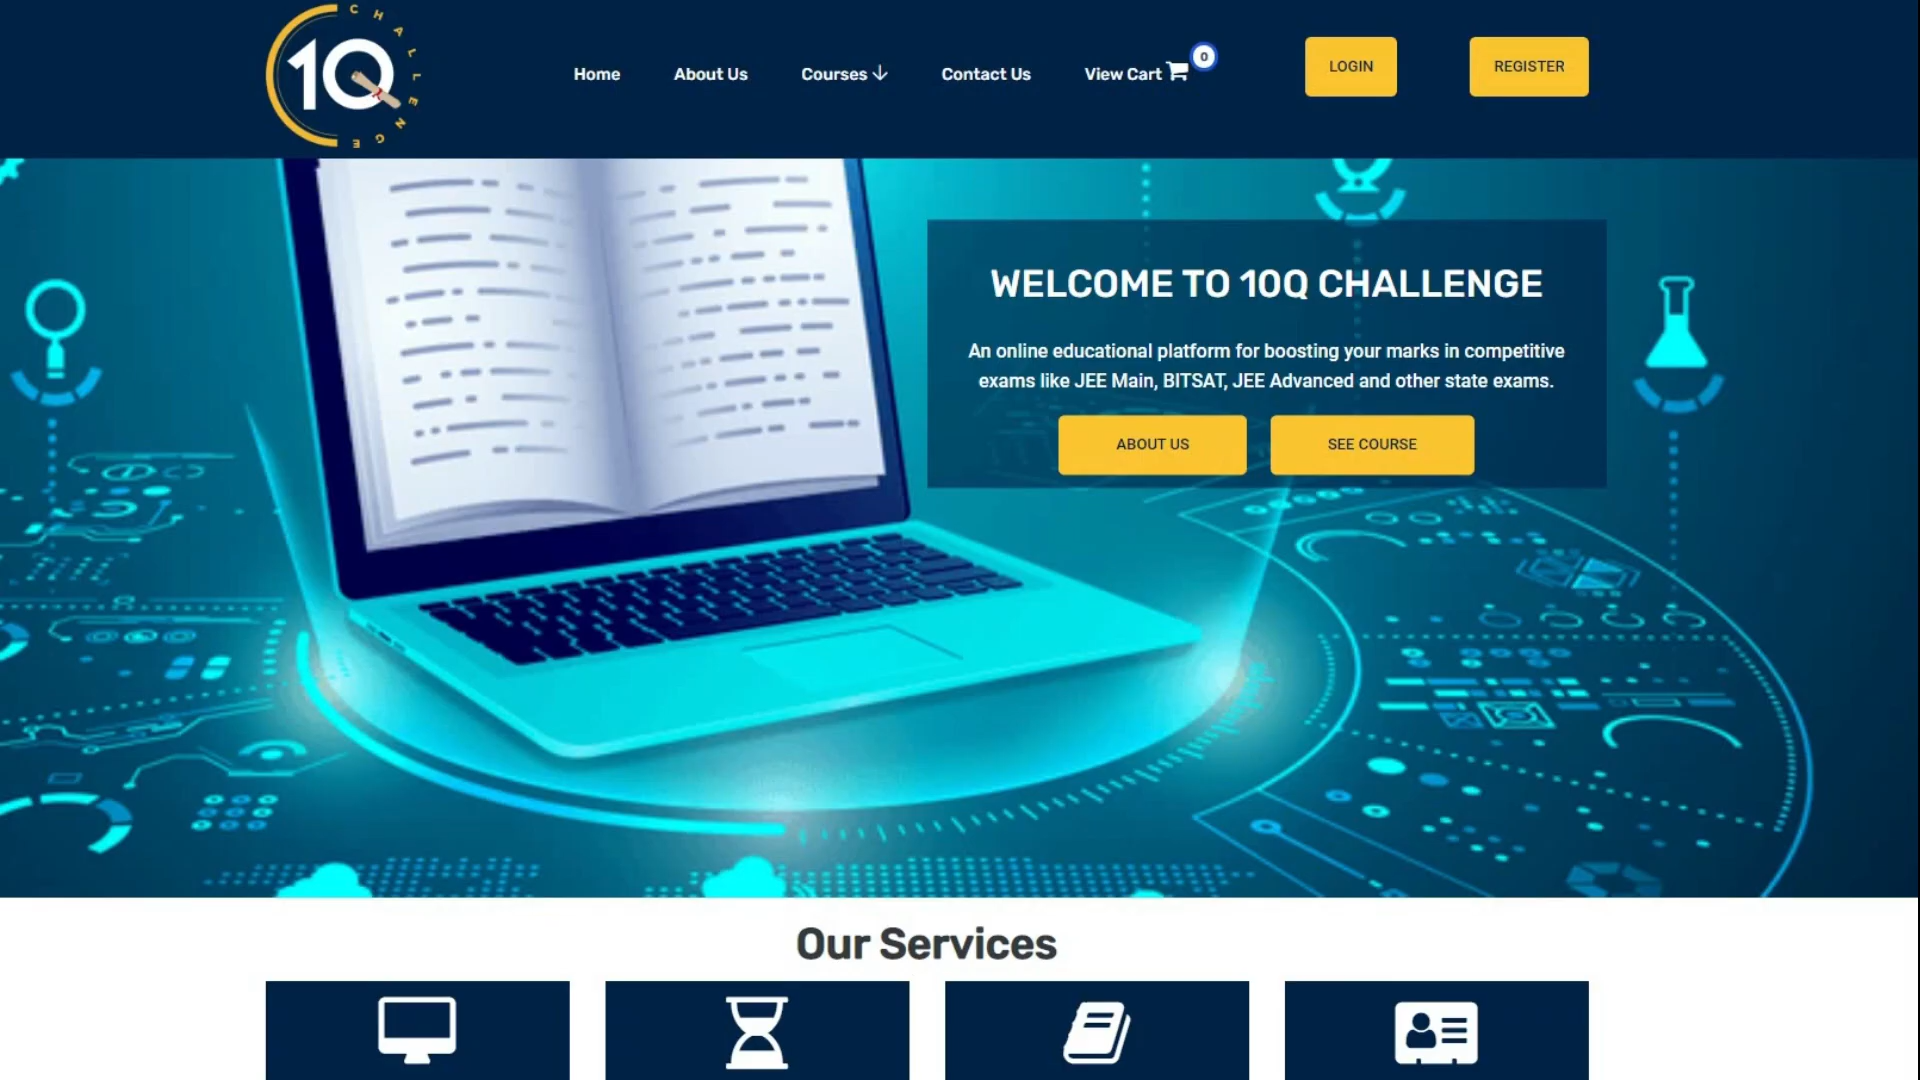 1Q
CHALLENGE
Home
About Us
Courses
Contact Us
View Cart
0
LOGIN
REGISTER
WELCOME TO 10Q CHALLENGE
An online educational platform for boosting your marks in competitive
exams like JEE Main, BITSAT, JEE Advanced and other state exams.
ABOUT US
SEE COURSE
Our Services